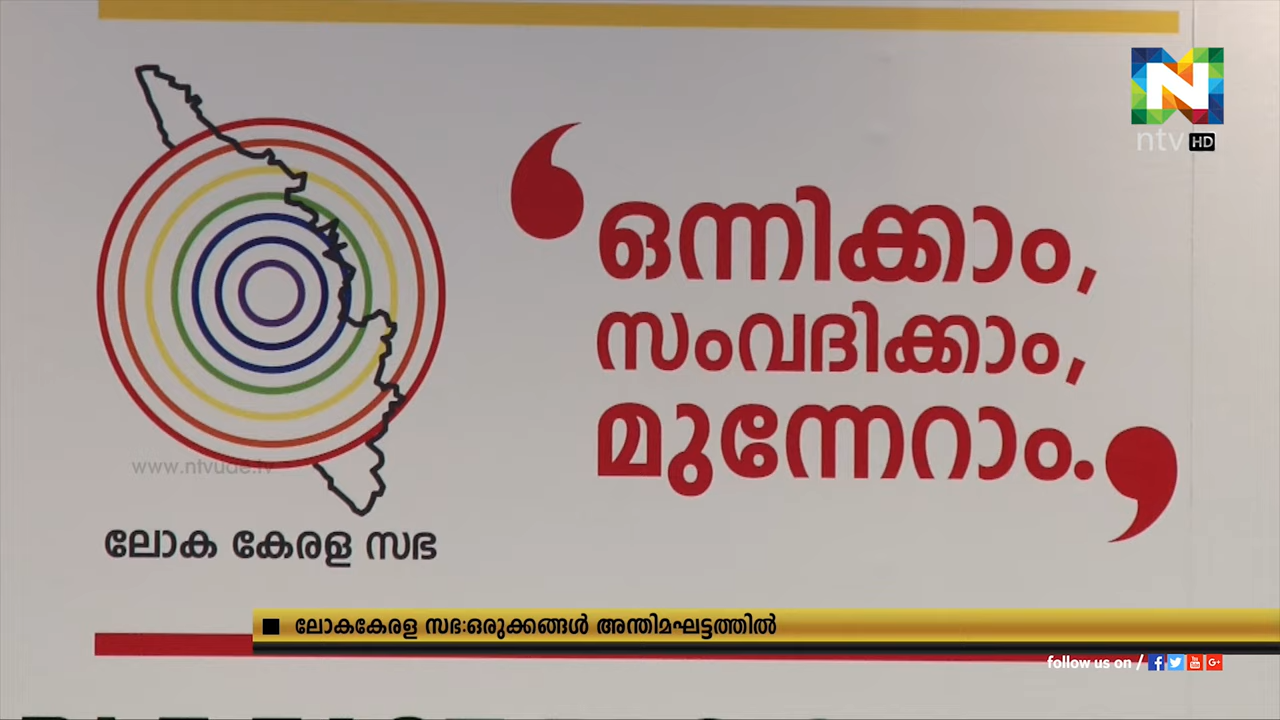 ntv HD
ഒന്നിക്കാം,
സംവദിക്കാം,
മുന്നേറാം.
www.ntvuae.tv
ലോക കേരള സഭ
ലോകകേരള സഭ:ഒരുക്കങ്ങൾ അന്തിമഘട്ടത്തിൽ
follow us on /